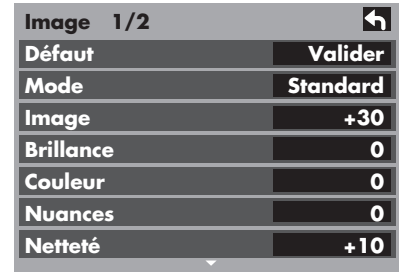 Image 1/2
Défaut Valider
Mode Standard
Image +30
Brillance 0
Couleur 0
Nuances 0
Netteté +10